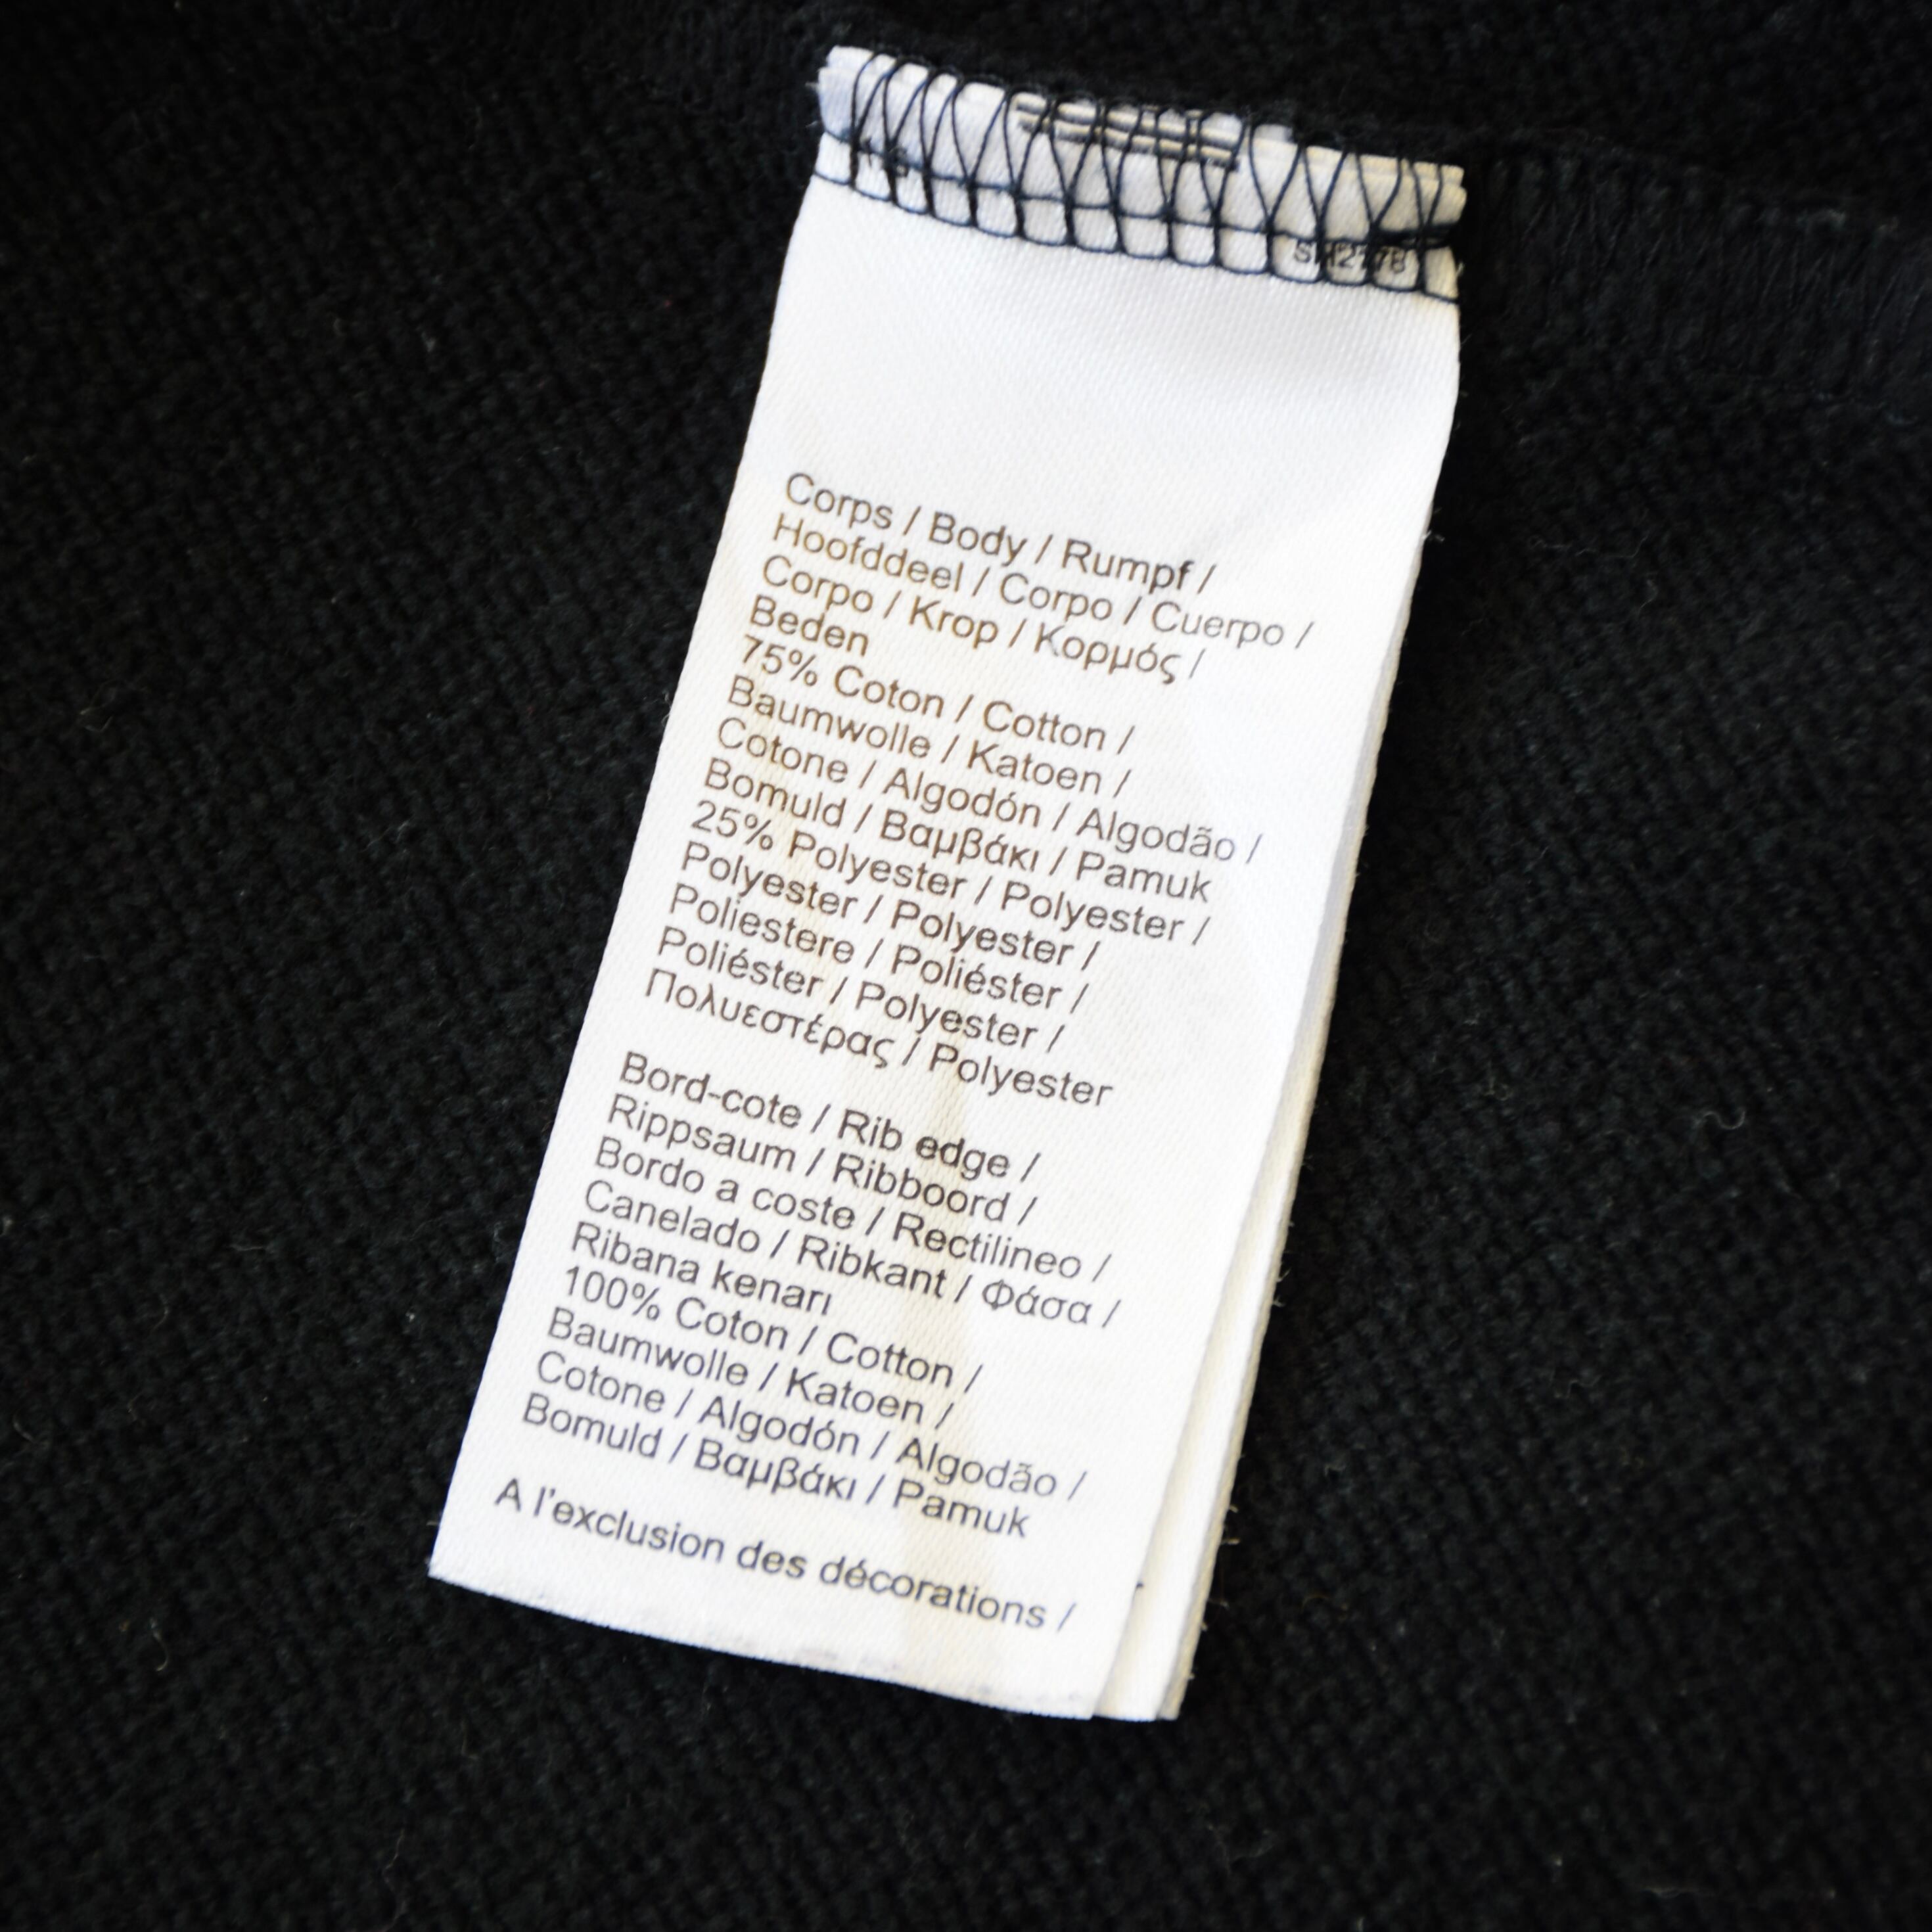 Corps / Body / Rumpf /
Hoofddeel / Corpo / Cuerpo /
Corpo / Krop / Κορμός /
Beden
75% Coton / Cotton /
Baumwolle / Katoen /
Cotone / Algodón / Algodão /
Bomuld / Βαμβάκι / Pamuk
25% Polyester / Polyester /
Polyester / Polyester /
Poliestere / Poliéster /
Poliéster / Polyester /
Πολυεστέρας / Polyester
Bord-cote / Rib edge /
Rippsaum / Ribboord /
Bordo a coste / Rectilineo /
Canelado / Ribkant / Φάσα /
Ribana kenarı
100% Coton / Cotton /
Baumwolle / Katoen /
Cotone / Algodón / Algodão /
Bomuld / Βαμβάκι / Pamuk
A l'exclusion des décorations /